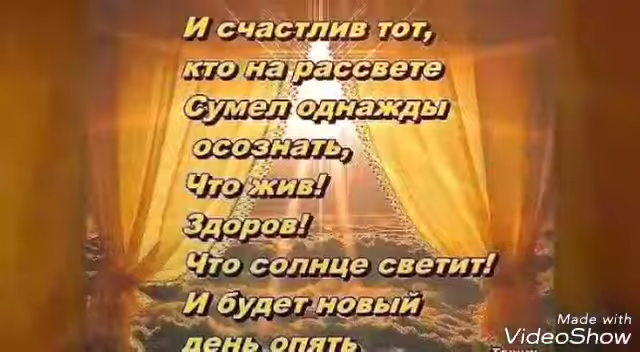 И счастлив тот,
кто на рассвете
Сумел однажды
осознать,
Что жив!
Здоров!
Что солнце светит!
И будет новый
день опять
Made with
VideoShow